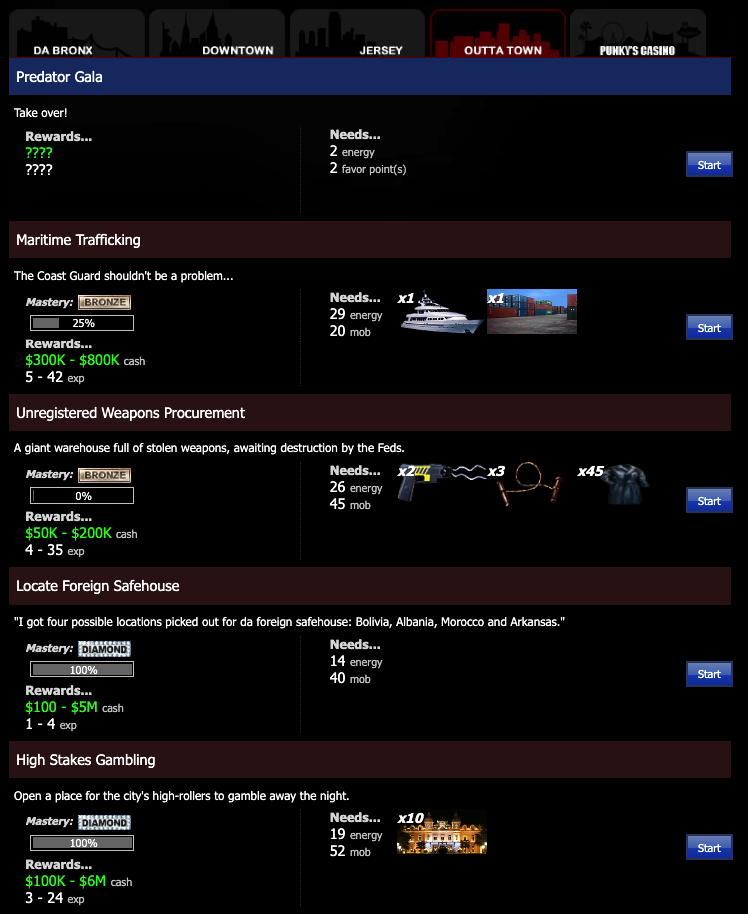 DA BRONX
DOWNTOWN
JERSEY
OUTTA TOWN
PUNKY'S CASINO
Predator Gala
Take over!
Rewards...
????
????
Needs...
2 energy
2 favor point(s)
Start
Maritime Trafficking
The Coast Guard shouldn't be a problem...
Mastery: BRONZE
25%
Rewards...
$300K - $800K cash
5 - 42 exp
Needs...
29 energy
20 mob
x1
x1
Start
Unregistered Weapons Procurement
A giant warehouse full of stolen weapons, awaiting destruction by the Feds.
Mastery: BRONZE
0%
Rewards...
$50K - $200K cash
4 - 35 exp
Needs...
26 energy
45 mob
x2
x3
x45
Start
Locate Foreign Safehouse
"I got four possible locations picked out for da foreign safehouse: Bolivia, Albania, Morocco and Arkansas."
Mastery: DIAMOND
100%
Rewards...
$100 - $5M cash
1 - 4 exp
Needs...
14 energy
40 mob
Start
High Stakes Gambling
Open a place for the city's high-rollers to gamble away the night.
Mastery: DIAMOND
100%
Rewards...
$100K - $6M cash
3 - 24 exp
Needs...
19 energy
52 mob
x10
Start